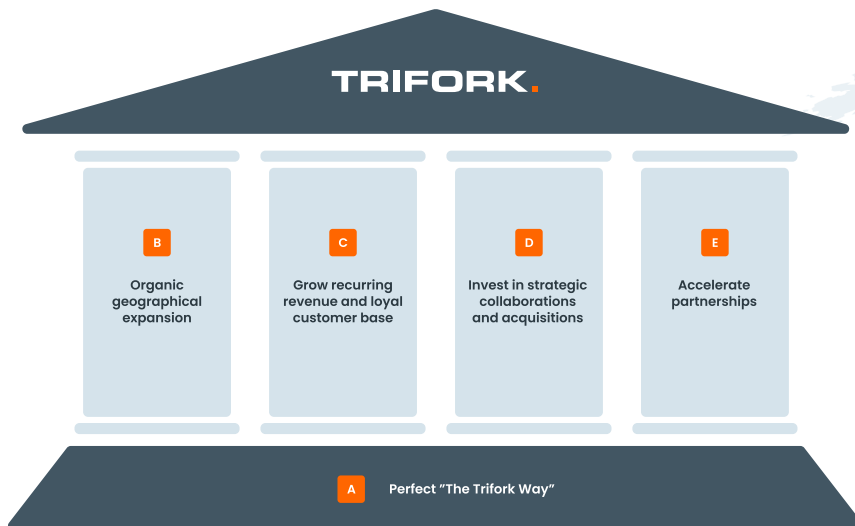 TRIFORK.
B
Organic
geographical
expansion
C
Grow recurring
revenue and loyal
customer base
D
Invest in strategic
collaborations
and acquisitions
E
Accelerate
partnerships
A
Perfect ”The Trifork Way”